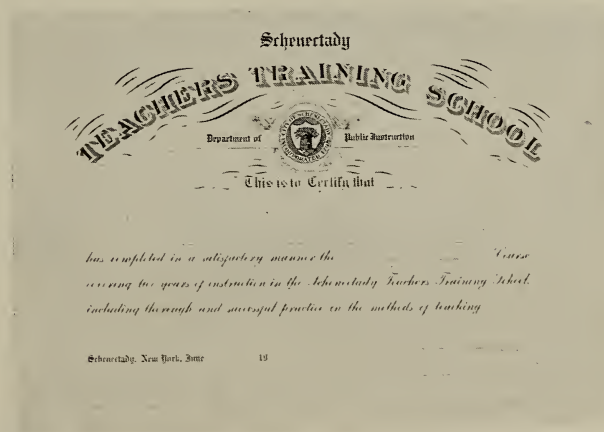 Schenectady
TEACHERS TRAINING SCHOOL
Department of Public Instruction
This is to Certify that
has completed in a satisfactory manner the Course
covering two years of instruction in the Schenectady Teachers Training School,
including thorough and successful practice in the methods of teaching
Schenectady, New York, June 19